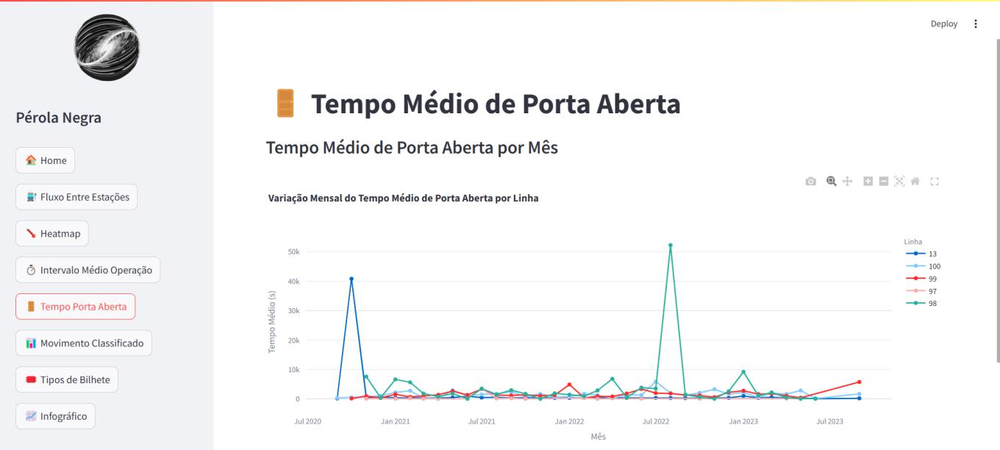 Deploy
Pérola Negra
Home
Fluxo Entre Estações
Heatmap
Intervalo Médio Operação
Tempo Porta Aberta
Movimento Classificado
Tipos de Bilhete
Infográfico
Tempo Médio de Porta Aberta
Tempo Médio de Porta Aberta por Mês
Variação Mensal do Tempo Médio de Porta Aberta por Linha
Tempo Médio (s)
50k
40k
30k
20k
10k
0
Jul 2020
Jan 2021
Jul 2021
Jan 2022
Jul 2022
Jan 2023
Jul 2023
Mês
Linha
13
100
99
97
98